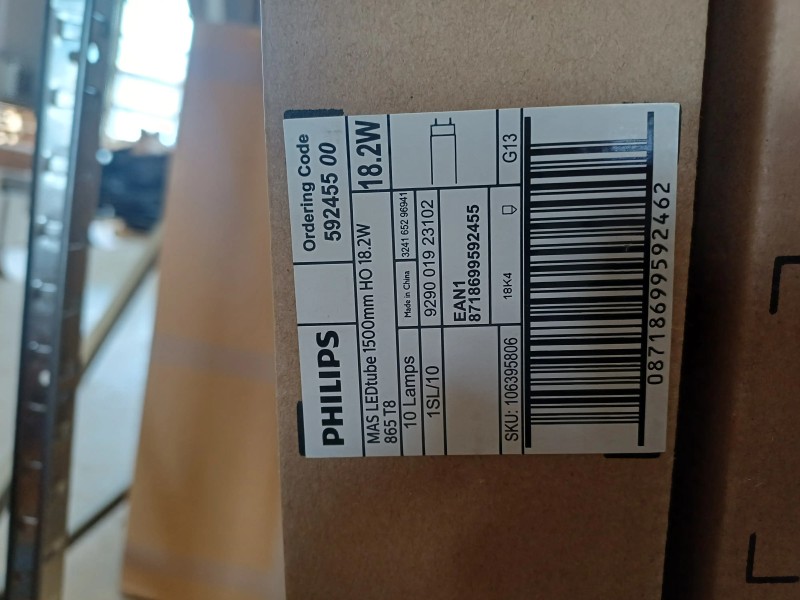 PHILIPS
Ordering Code
592455 00
MAS LEDtube 1500mm HO 18.2W
865 T8
18.2W
10 Lamps
Made in China
3241 652 96941
1SL/10
9290 019 23102
EAN1
8718699592455
G13
SKU: 106395806
18K4
0871869959592462